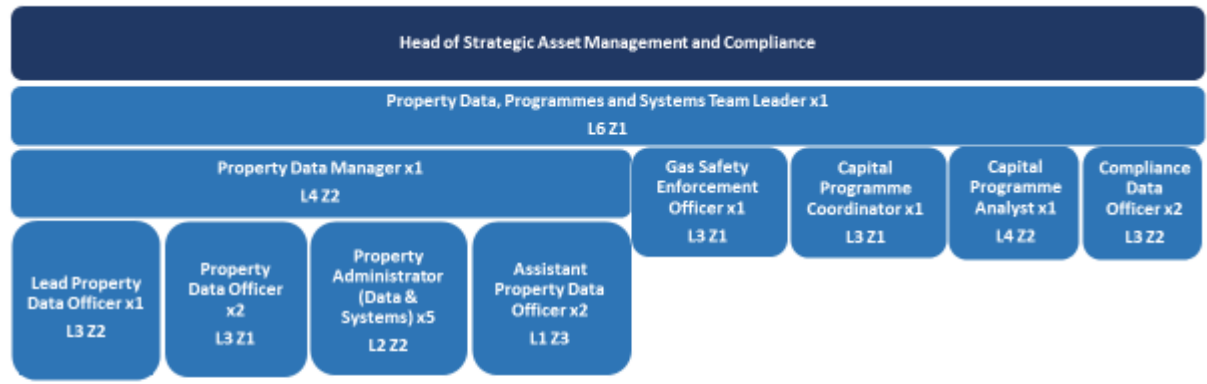 Head of Strategic Asset Management and Compliance
Property Data, Programmes and Systems Team Leader x1
L6 Z1
Property Data Manager x1
L4 Z2
Gas Safety
Enforcement
Officer x1
L3 Z1
Capital
Programme
Coordinator x1
L3 Z1
Capital
Programme
Analyst x1
L4 Z2
Compliance
Data
Officer x2
L3 Z2
Lead Property
Data Officer x1
L3 Z2
Property
Data Officer
x2
L3 Z1
Property
Administrator
(Data &
Systems) x5
L2 Z2
Assistant
Property Data
Officer x2
L1 Z3